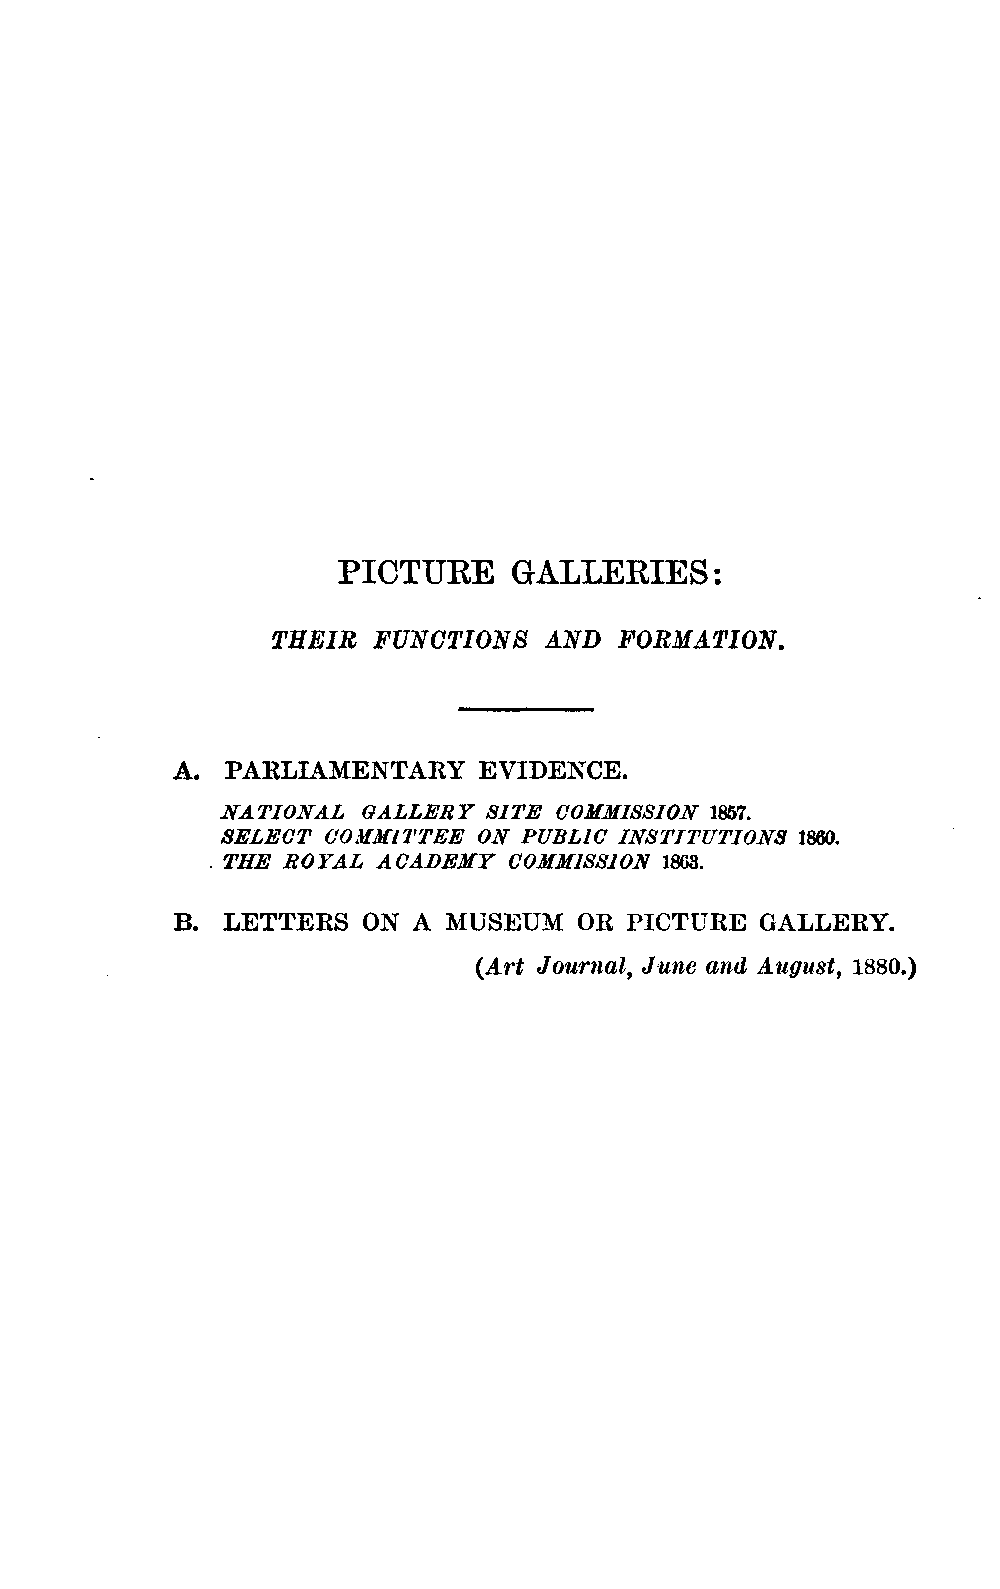 PICTURE GALLERIES:
THEIR FUNCTIONS AND FORMATION.
A. PARLIAMENTARY EVIDENCE.
NATIONAL GALLERY SITE COMMISSION 1857.
SELECT COMMITTEE ON PUBLIC INSTITUTIONS 1860.
THE ROYAL ACADEMY COMMISSION 1863.
B. LETTERS ON A MUSEUM OR PICTURE GALLERY.
(Art Journal, June and August, 1880.)